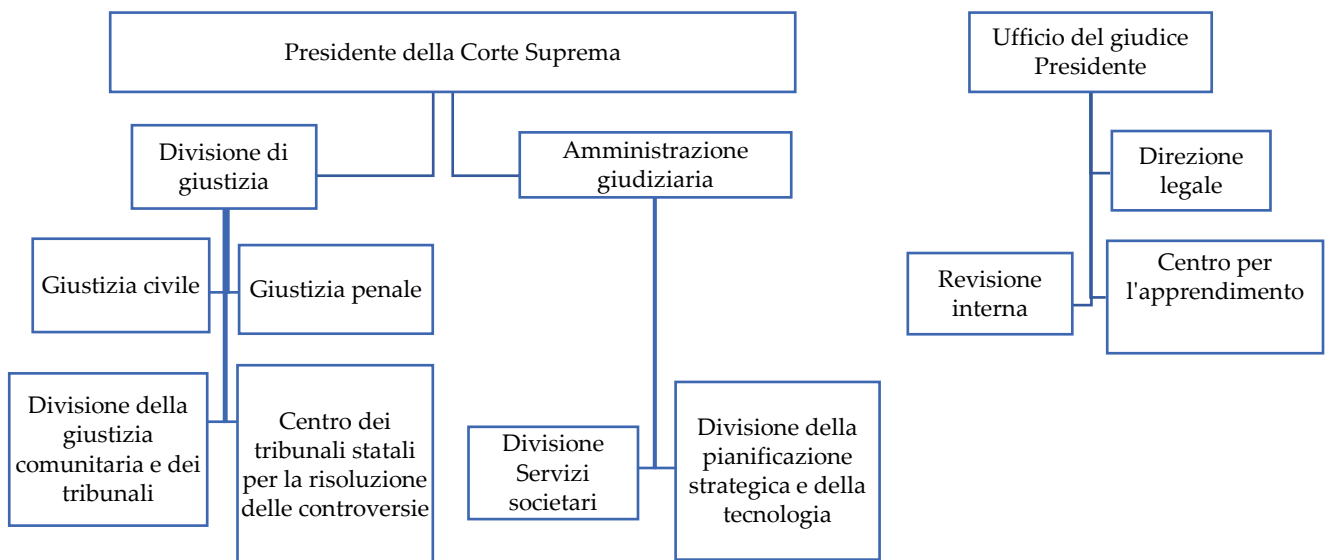 Presidente della Corte Suprema
Ufficio del giudice
Presidente
Divisione di
giustizia
Amministrazione
giudiziaria
Direzione
legale
Giustizia civile
Giustizia penale
Revisione
interna
Centro per
l'apprendimento
Divisione della
giustizia
comunitaria e dei
tribunali
Centro dei
tribunali statali
per la risoluzione
delle controversie
Divisione
Servizi
societari
Divisione della
pianificazione
strategica e della
tecnologia